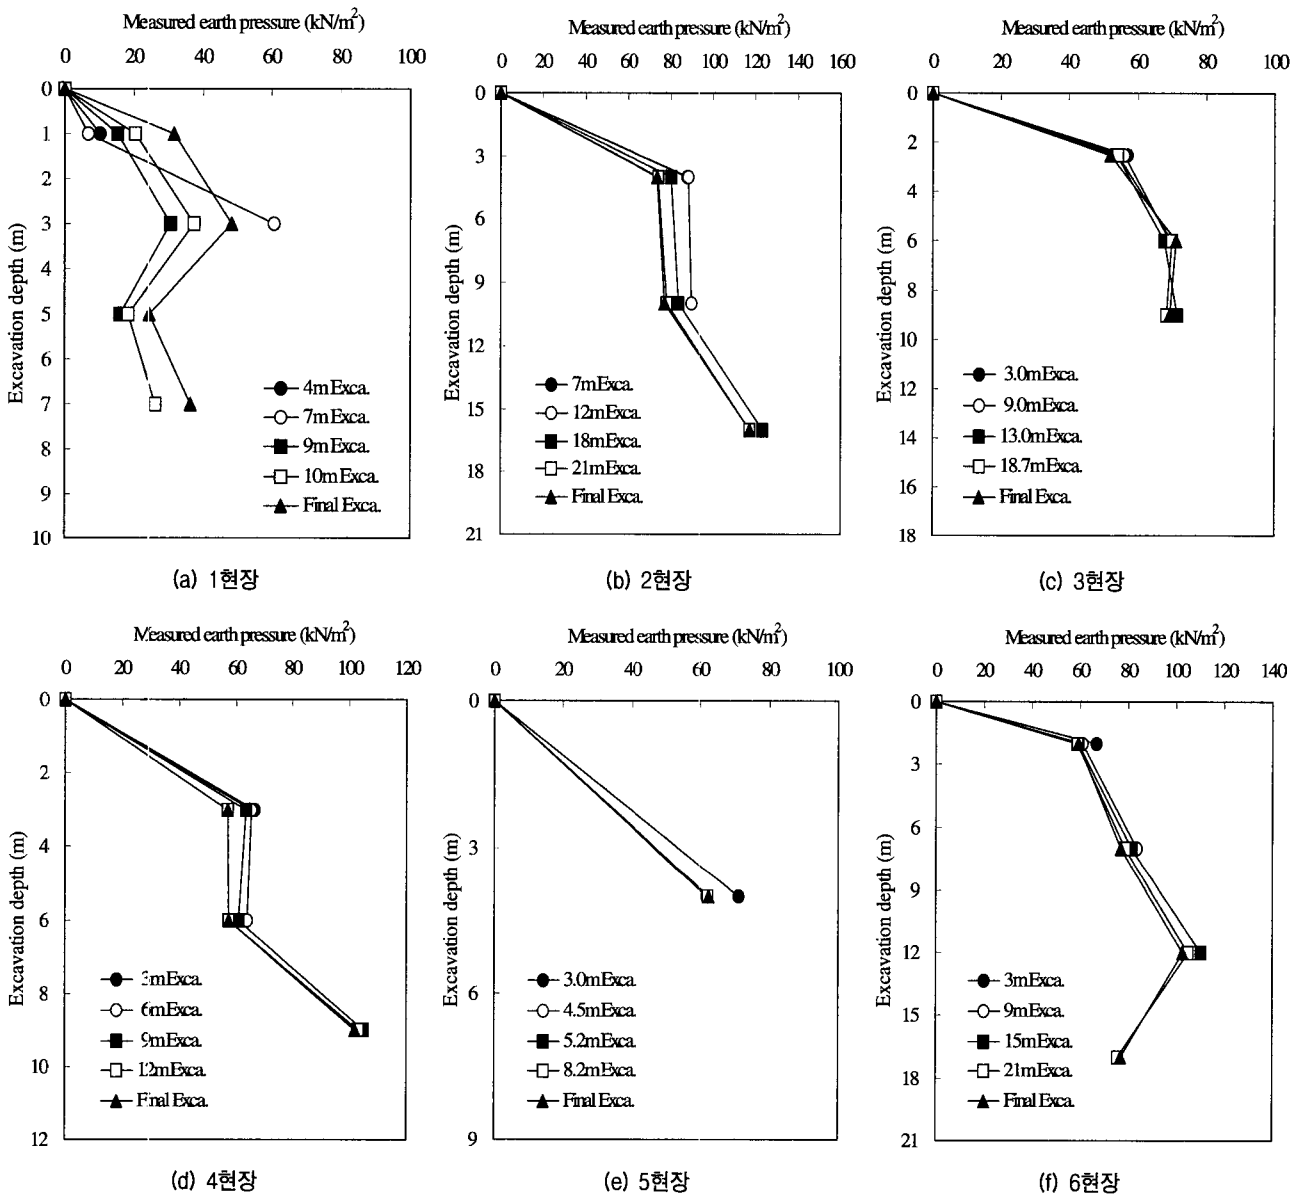 Measured earth pressure (kN/m²)
0 20 40 60 80 100
0
1
2
3
4
5
6
7
8
9
10
Excavation depth (m)
4m Exca.
7m Exca.
9m Exca.
10m Exca.
Final Exca.
(a) 1현장
Measured earth pressure (kN/m²)
0 20 40 60 80 100 120 140 160
0
3
6
9
12
15
18
21
Excavation depth (m)
7m Exca.
12m Exca.
18m Exca.
21m Exca.
Final Exca.
(b) 2현장
Measured earth pressure (kN/m²)
0 20 40 60 80 100
0
2
4
6
8
10
12
14
16
18
Excavation depth (m)
3.0m Exca.
9.0m Exca.
13.0m Exca.
18.7m Exca.
Final Exca.
(c) 3현장
Measured earth pressure (kN/m²)
0 20 40 60 80 100 120
0
2
4
6
8
10
12
Excavation depth (m)
3m Exca.
6m Exca.
9m Exca.
12m Exca.
Final Exca.
(d) 4현장
Measured earth pressure (kN/m²)
0 20 40 60 80 100
0
3
6
9
Excavation depth (m)
3.0m Exca.
4.5m Exca.
5.2m Exca.
8.2m Exca.
Final Exca.
(e) 5현장
Measured earth pressure (kN/m²)
0 20 40 60 80 100 120 140
0
3
6
9
12
15
18
21
Excavation depth (m)
3m Exca.
9m Exca.
15m Exca.
21m Exca.
Final Exca.
(f) 6현장